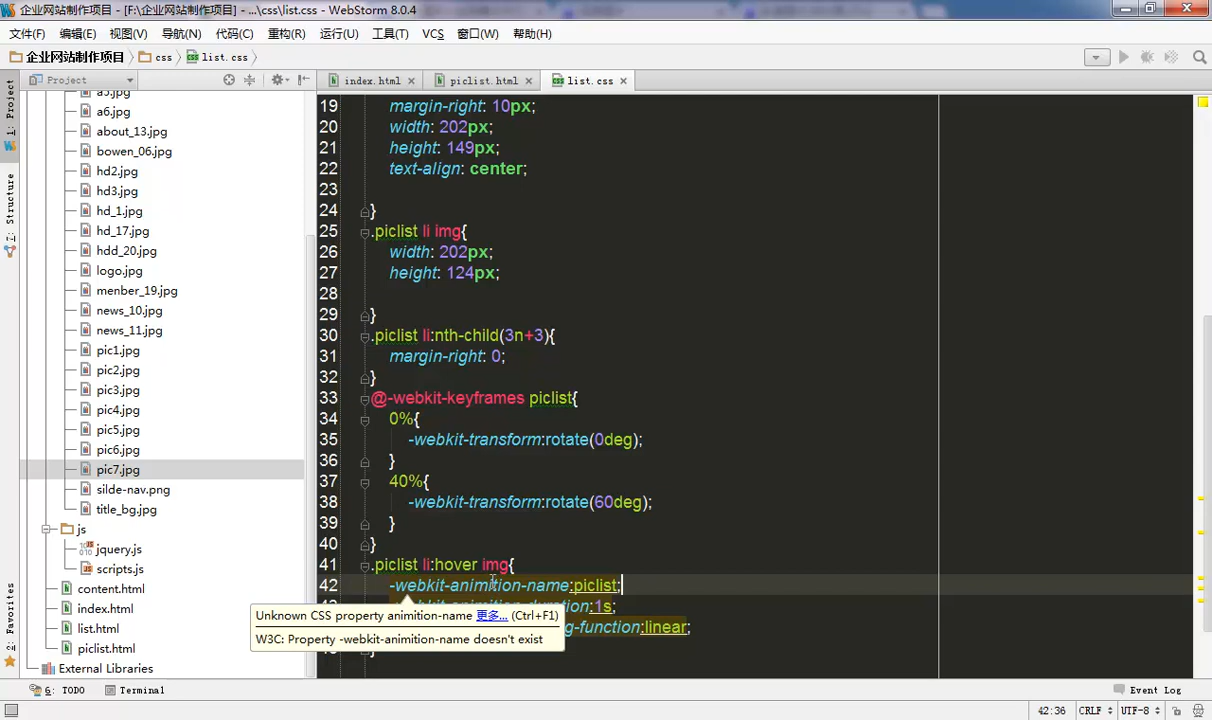 企业网站制作项目 - [F:\企业网站制作项目] - ...\css\list.css - WebStorm 8.0.4
文件(F) 编辑(E) 视图(V) 导航(N) 代码(C) 重构(R) 运行(U) 工具(T) VCS 窗口(W) 帮助(H)
企业网站制作项目 css list.css
Project
index.html piclist.html list.css
1: Project
7: Structure
a5.jpg
a6.jpg
about_13.jpg
bowen_06.jpg
hd2.jpg
hd3.jpg
hd_1.jpg
hd_17.jpg
hdd_20.jpg
logo.jpg
menber_19.jpg
news_10.jpg
news_11.jpg
pic1.jpg
pic2.jpg
pic3.jpg
pic4.jpg
pic5.jpg
pic6.jpg
pic7.jpg
silde-nav.png
title_bg.jpg
js
jquery.js
scripts.js
content.html
index.html
list.html
piclist.html
External Libraries
19 margin-right: 10px;
20 width: 202px;
21 height: 149px;
22 text-align: center;
23
24 }
25 .piclist li img{
26 width: 202px;
27 height: 124px;
28
29 }
30 .piclist li:nth-child(3n+3){
31 margin-right: 0;
32 }
33 @-webkit-keyframes piclist{
34 0%{
35 -webkit-transform:rotate(0deg);
36 }
37 40%{
38 -webkit-transform:rotate(60deg);
39 }
40 }
41 .piclist li:hover img{
42 -webkit-animition-name:piclist;
:1s;
g-function:linear;
}
Unknown CSS property animition-name 更多... (Ctrl+F1)
W3C: Property -webkit-animition-name doesn't exist
6: TODO Terminal Event Log
42:36 CRLF UTF-8